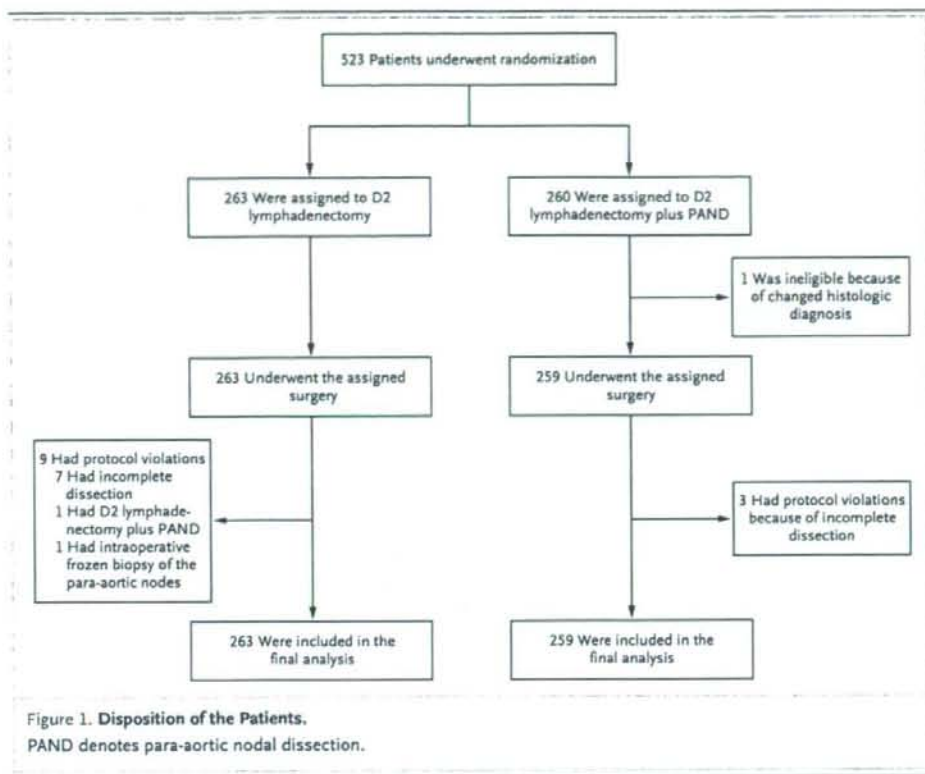 523 Patients underwent randomization
263 Were assigned to D2
lymphadenectomy
260 Were assigned to D2
lymphadenectomy plus PAND
1 Was ineligible because
of changed histologic
diagnosis
263 Underwent the assigned
surgery
259 Underwent the assigned
surgery
9 Had protocol violations
7 Had incomplete
dissection
1 Had D2 lymphade-
nectomy plus PAND
1 Had intraoperative
frozen biopsy of the
para-aortic nodes
3 Had protocol violations
because of incomplete
dissection
263 Were included in the
final analysis
259 Were included in the
final analysis
Figure 1. Disposition of the Patients.
PAND denotes para-aortic nodal dissection.